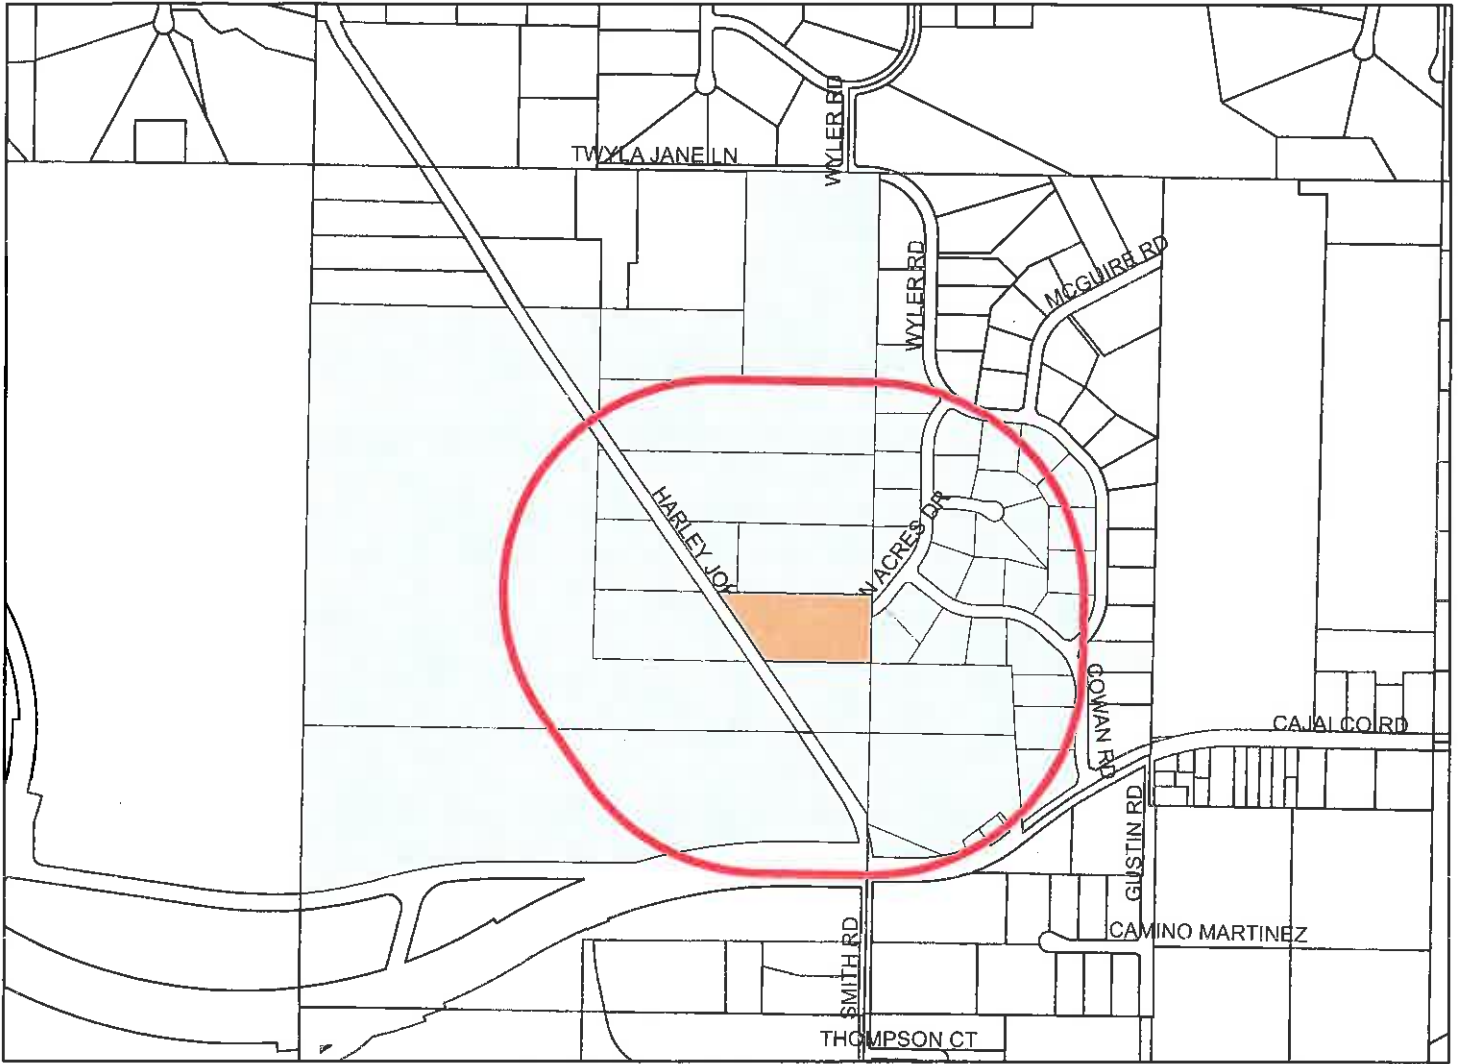 WYLER RD
TWYLA JANE LN
WYLER RD
MCGUIRE RD
HARLEY JO
N ACRES DR
COWAN RD
CAJALCO RD
GUSTIN RD
SMITH RD
CAMINO MARTINEZ
THOMPSON CT